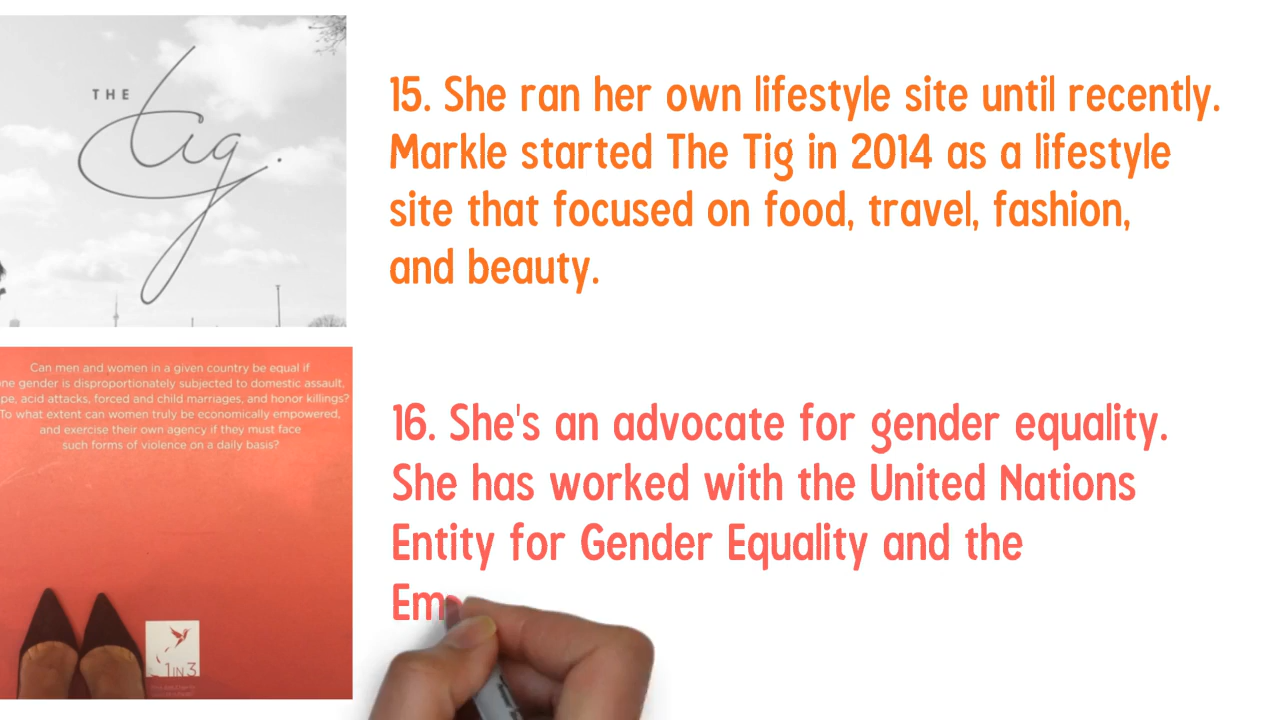 THE
tig.
15. She ran her own lifestyle site until recently.
Markle started The Tig in 2014 as a lifestyle
site that focused on food, travel, fashion,
and beauty.
Can men and women in a given country be equal if
gender is disproportionately subjected to domestic assault,
acid attacks, forced and child marriages, and honor killings?
To what extent can women truly be economically empowered,
and exercise their own agency if they must face
such forms of violence on a daily basis?
1 IN 3
16. She's an advocate for gender equality.
She has worked with the United Nations
Entity for Gender Equality and the
Em